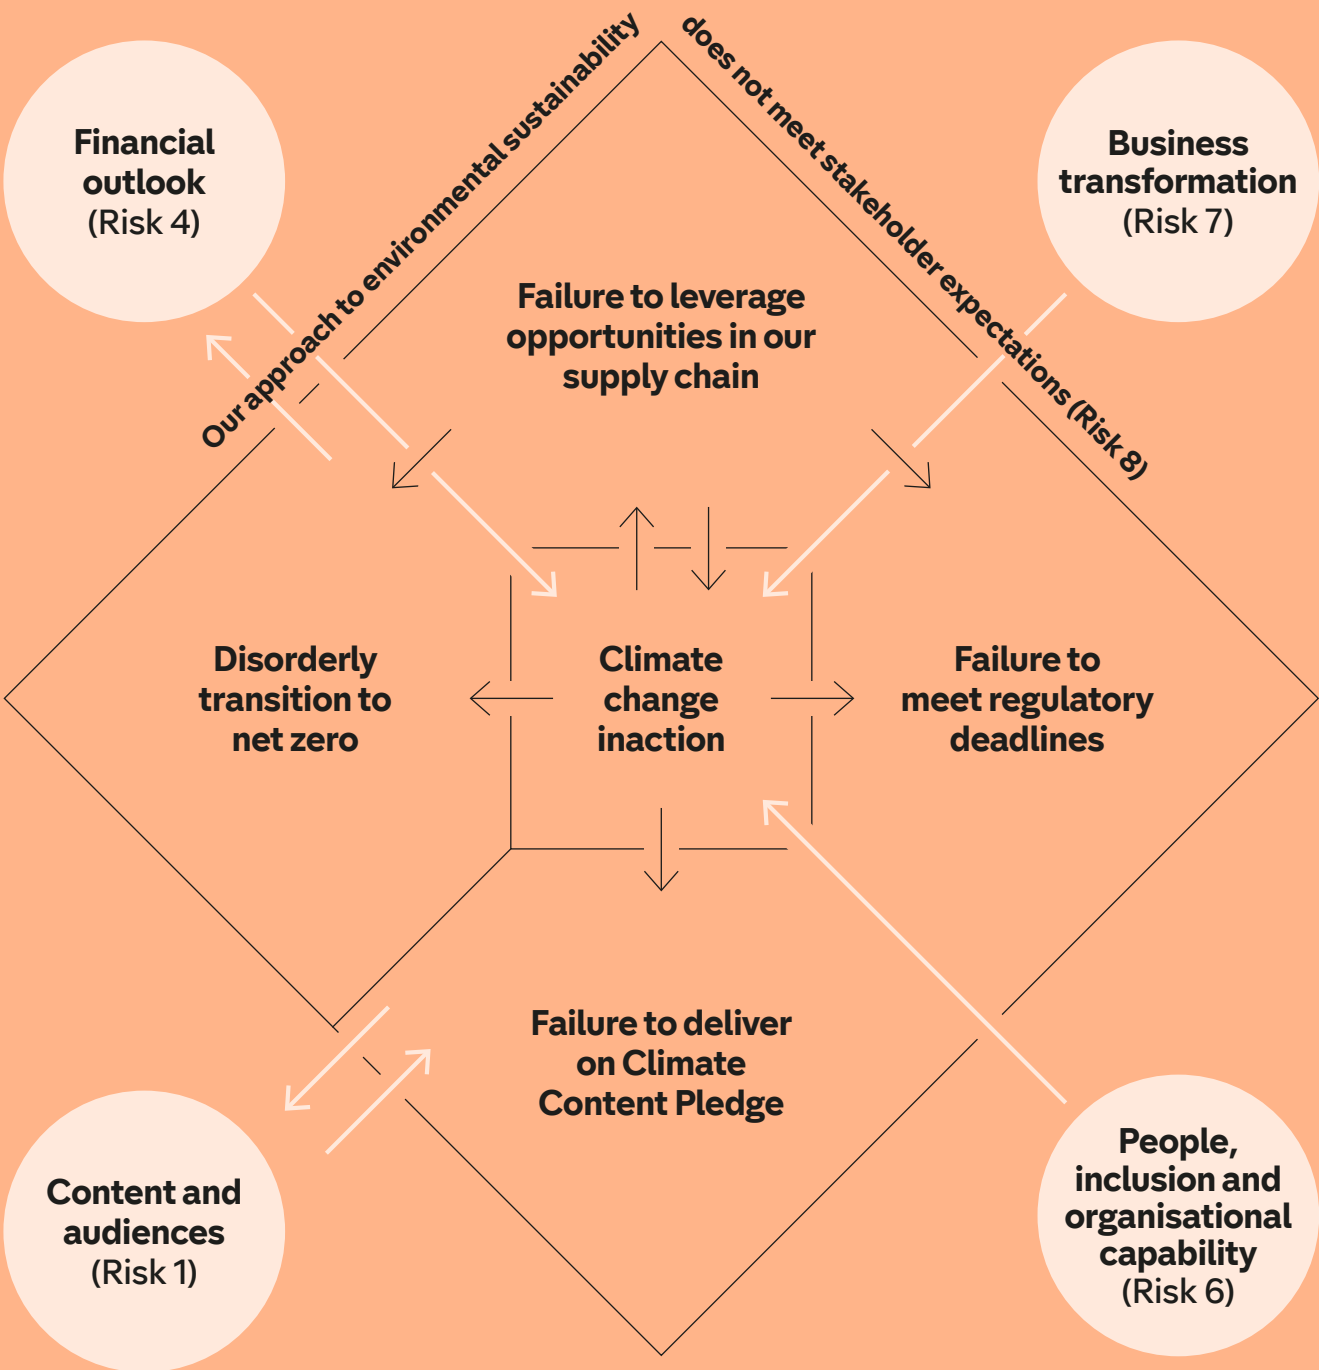 Our approach to environmental sustainability
does not meet stakeholder expectations (Risk 8)
Financial
outlook
(Risk 4)
Business
transformation
(Risk 7)
Failure to leverage
opportunities in our
supply chain
Disorderly
transition to
net zero
Climate
change
inaction
Failure to
meet regulatory
deadlines
Failure to deliver
on Climate
Content Pledge
Content and
audiences
(Risk 1)
People,
inclusion and
organisational
capability
(Risk 6)